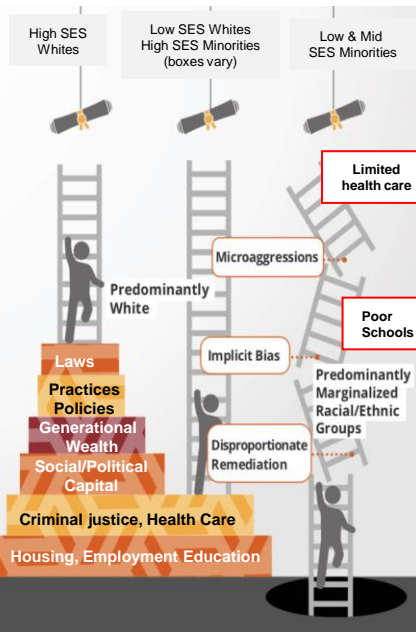 High SES
Whites
Low SES Whites
High SES Minorities
(boxes vary)
Low & Mid
SES Minorities
Limited
health care
Microaggressions
Predominantly
White
Poor
Schools
Implicit Bias
Laws
Practices
Policies
Predominantly
Marginalized
Racial/Ethnic
Groups
Generational
Wealth
Disproportionate
Remediation
Social/Political
Capital
Criminal justice, Health Care
Housing, Employment Education